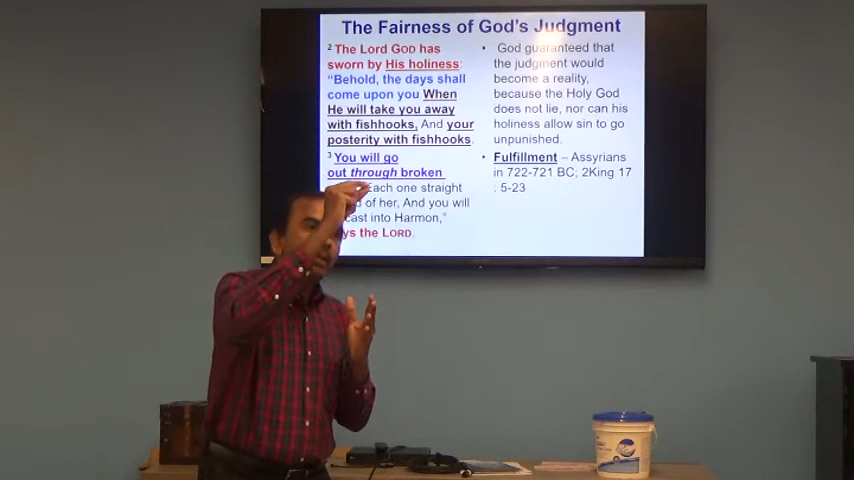 The Fairness of God's Judgment
2 The Lord GOD has
sworn by His holiness:
"Behold, the days shall
come upon you When
He will take you away
with fishhooks, And your
posterity with fishhooks.
3 You will go
out through broken
Each one straight
of her, And you will
cast into Harmon,"
the LORD.
• God guaranteed that
the judgment would
become a reality,
because the Holy God
does not lie, nor can his
holiness allow sin to go
unpunished.
• Fulfillment – Assyrians
in 722-721 BC; 2King 17
: 5-23